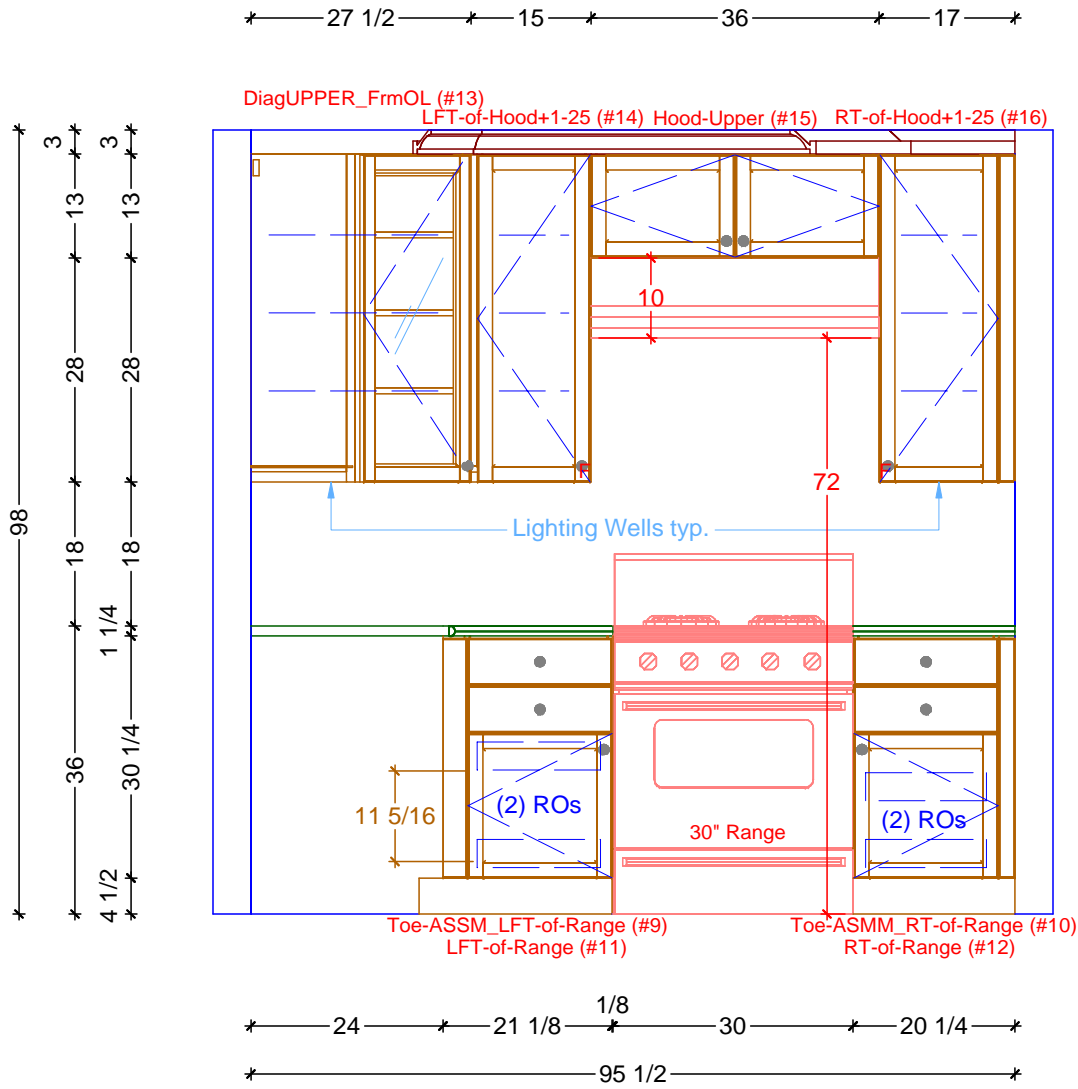 27 1/2 15 36 17
DiagUPPER_FrmOL (#13)
LFT-of-Hood+1-25 (#14) Hood-Upper (#15) RT-of-Hood+1-25 (#16)
3 3
13 13
10
28 28
72
98
Lighting Wells typ.
18 18
1 1/4
36 30 1/4
11 5/16
(2) ROs
(2) ROs
30" Range
4 1/2
Toe-ASSM_LFT-of-Range (#9) Toe-ASMM_RT-of-Range (#10)
LFT-of-Range (#11) RT-of-Range (#12)
1/8
24 21 1/8 30 20 1/4
95 1/2